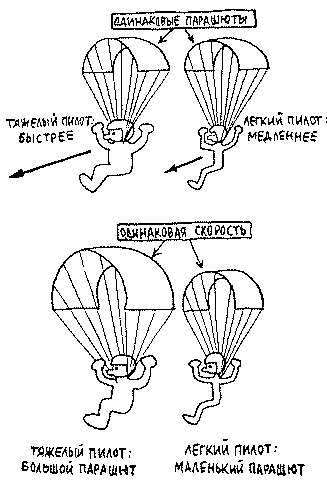 ОДИНАКОВЫЕ ПАРАШЮТЫ
ТЯЖЕЛЫЙ ПИЛОТ:
БЫСТРЕЕ
ЛЕГКИЙ ПИЛОТ:
МЕДЛЕННЕЕ
ОДИНАКОВАЯ СКОРОСТЬ
ТЯЖЕЛЫЙ ПИЛОТ:
БОЛЬШОЙ ПАРАШЮТ
ЛЕГКИЙ ПИЛОТ:
МАЛЕНЬКИЙ ПАРАШЮТ